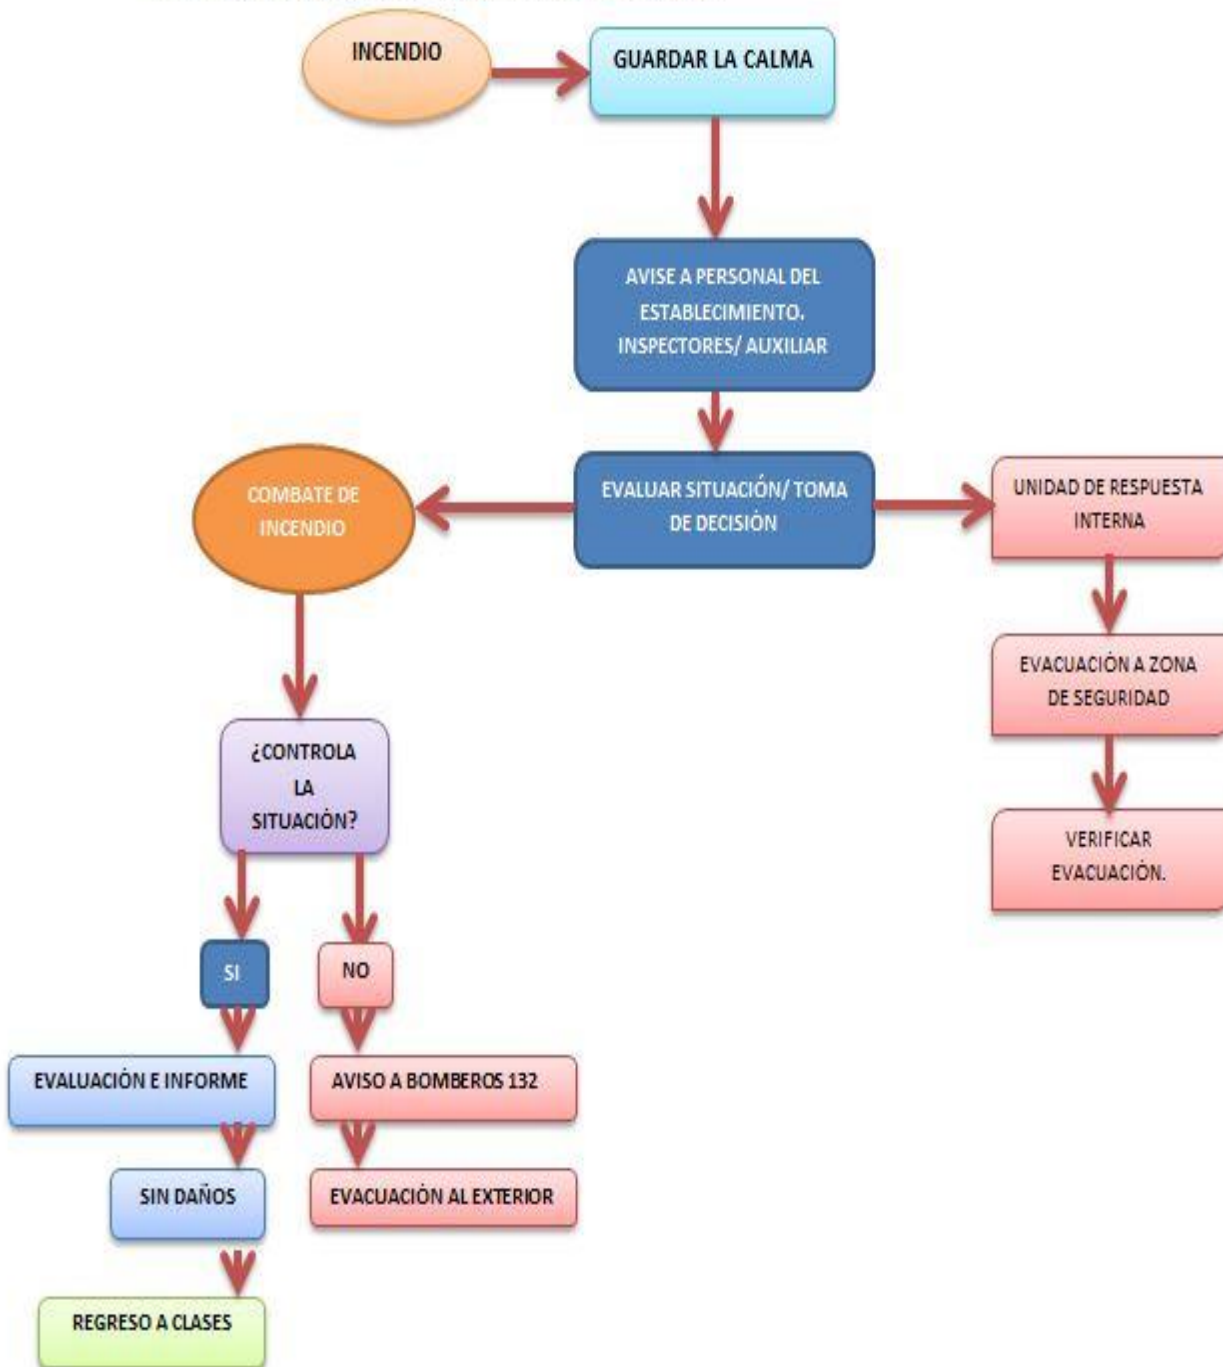 INCENDIO
GUARDAR LA CALMA
AVISE A PERSONAL DEL
ESTABLECIMIENTO.
INSPECTORES/ AUXILIAR
COMBATE DE
INCENDIO
EVALUAR SITUACIÓN/ TOMA
DE DECISIÓN
UNIDAD DE RESPUESTA
INTERNA
EVACUACIÓN A ZONA
DE SEGURIDAD
VERIFICAR
EVACUACIÓN.
¿CONTROLA
LA
SITUACIÓN?
SI
NO
EVALUACIÓN E INFORME
AVISO A BOMBEROS 132
SIN DAÑOS
EVACUACIÓN AL EXTERIOR
REGRESO A CLASES